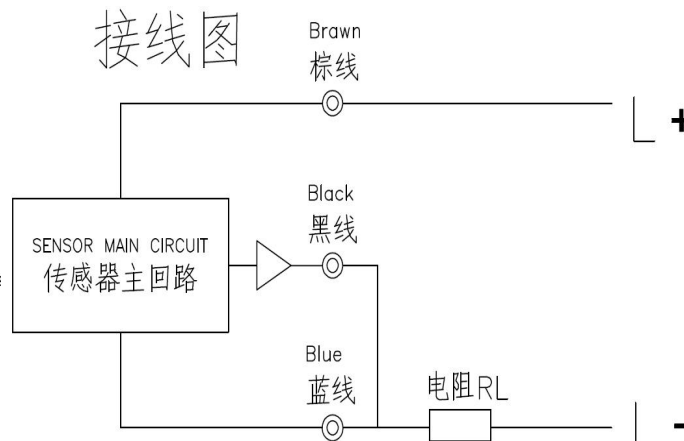 接线图
Brawn
棕线
L +
Black
黑线
SENSOR MAIN CIRCUIT
传感器主回路
Blue
蓝线
电阻RL
L -